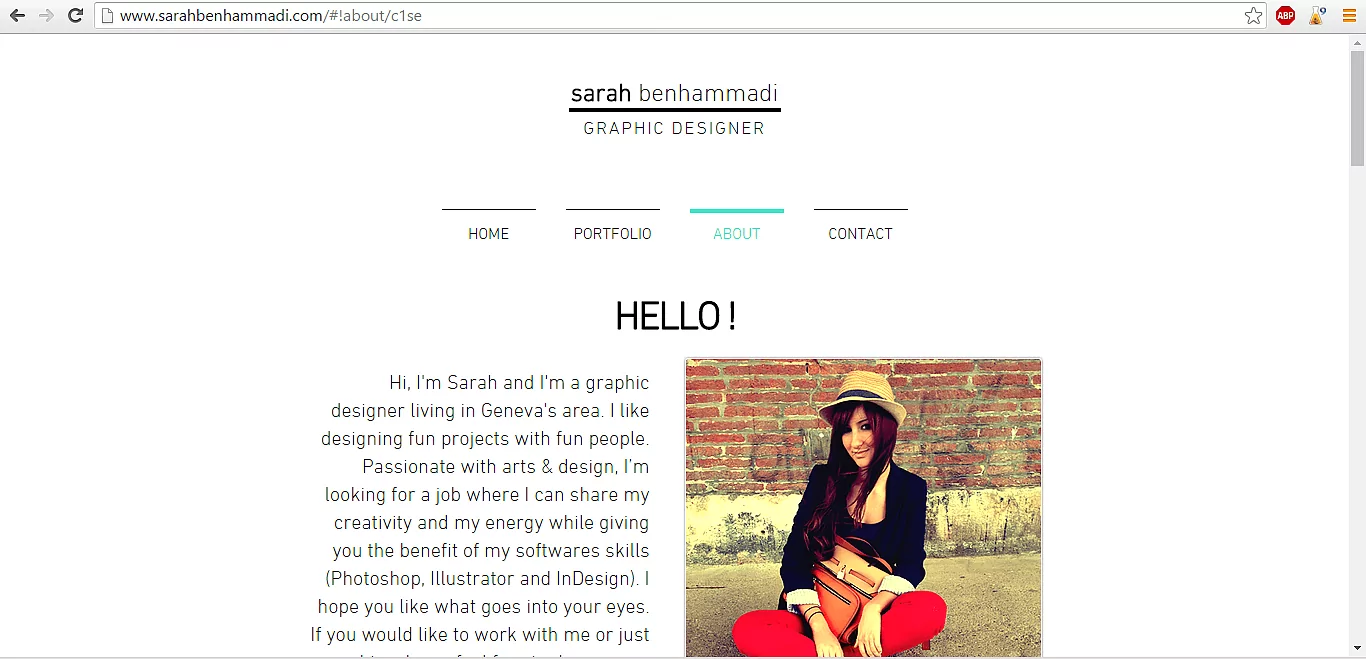 www.sarahbenhammadi.com/#!about/c1se
ABP
sarah benhammadi
GRAPHIC DESIGNER
HOME PORTFOLIO ABOUT CONTACT
HELLO !
Hi, I'm Sarah and I'm a graphic
designer living in Geneva's area. I like
designing fun projects with fun people.
Passionate with arts & design, I'm
looking for a job where I can share my
creativity and my energy while giving
you the benefit of my softwares skills
(Photoshop, Illustrator and InDesign). I
hope you like what goes into your eyes.
If you would like to work with me or just